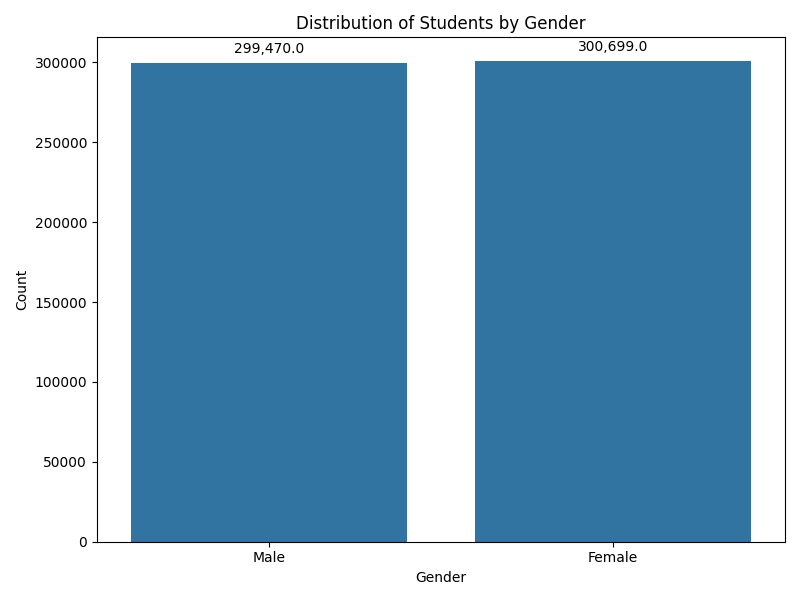 Distribution of Students by Gender
299,470.0
300,699.0
300000
250000
200000
150000
100000
50000
0
Count
Male
Female
Gender